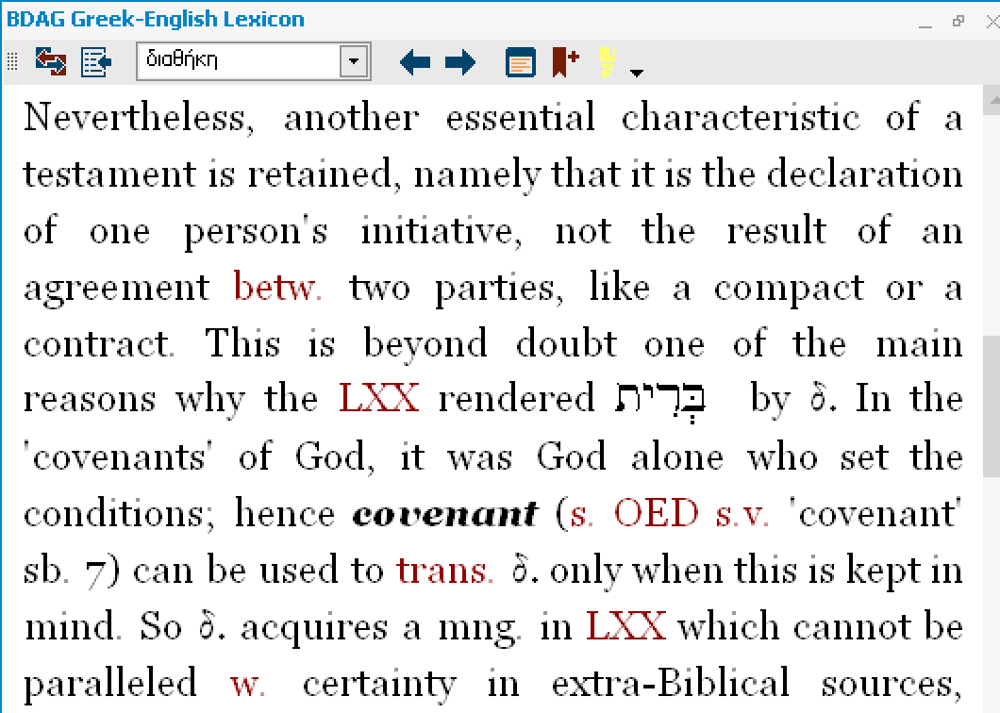 BDAG Greek-English Lexicon
διαθήκη
Nevertheless, another essential characteristic of a
testament is retained, namely that it is the declaration
of one person's initiative, not the result of an
agreement betw. two parties, like a compact or a
contract. This is beyond doubt one of the main
reasons why the LXX rendered בְּרִית by δ. In the
'covenants' of God, it was God alone who set the
conditions; hence covenant (s. OED s.v. 'covenant'
sb. 7) can be used to trans. δ. only when this is kept in
mind. So δ. acquires a mng. in LXX which cannot be
paralleled w. certainty in extra-Biblical sources,